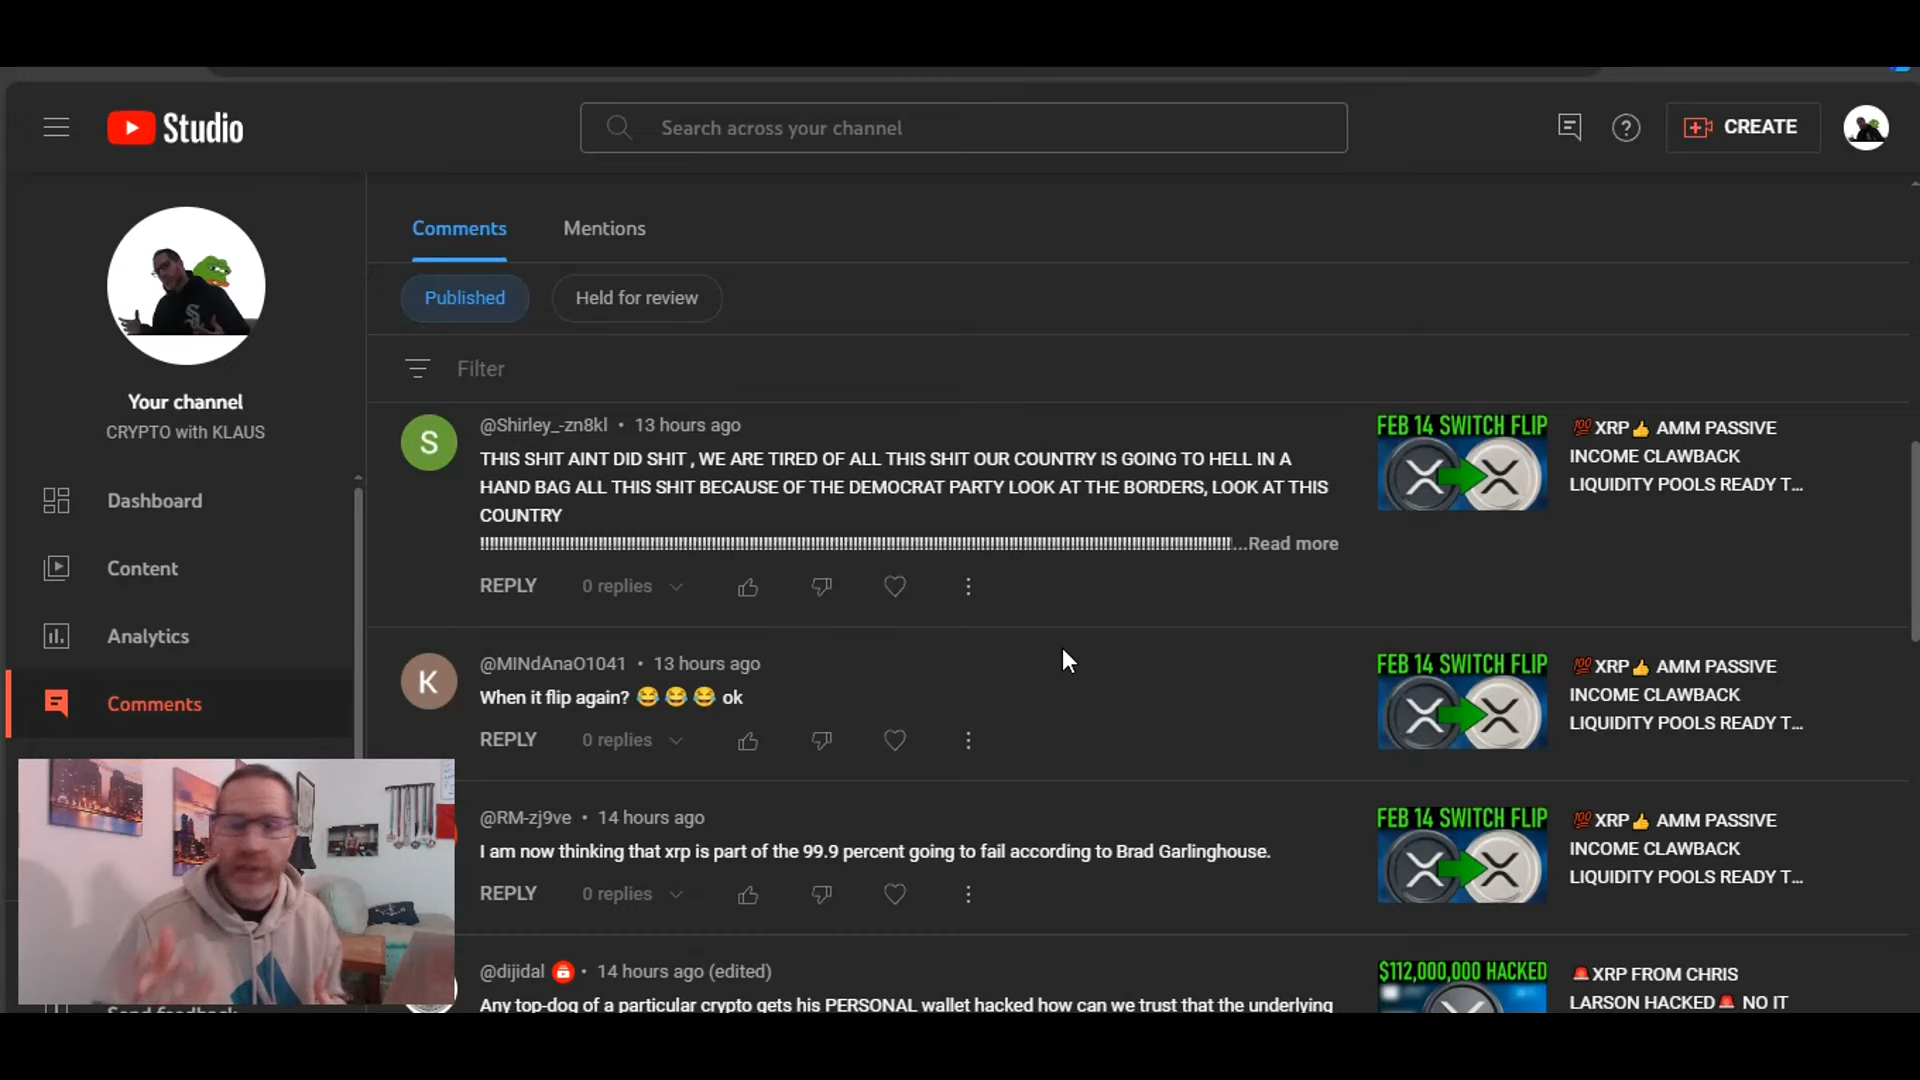 Studio
Search across your channel
CREATE
Your channel
CRYPTO with KLAUS
Dashboard
Content
Analytics
Comments
Comments
Mentions
Published
Held for review
Filter
S
@Shirley_-zn8kl • 13 hours ago
THIS SHIT AINT DID SHIT , WE ARE TIRED OF ALL THIS SHIT OUR COUNTRY IS GOING TO HELL IN A
HAND BAG ALL THIS SHIT BECAUSE OF THE DEMOCRAT PARTY LOOK AT THE BORDERS, LOOK AT THIS
COUNTRY
...Read more
REPLY 0 replies
FEB 14 SWITCH FLIP
💯XRP👍 AMM PASSIVE
INCOME CLAWBACK
LIQUIDITY POOLS READY T...
K
@MINdAnaO1041 • 13 hours ago
When it flip again? 😂 😂 😂 ok
REPLY 0 replies
FEB 14 SWITCH FLIP
💯XRP👍 AMM PASSIVE
INCOME CLAWBACK
LIQUIDITY POOLS READY T...
@RM-zj9ve • 14 hours ago
I am now thinking that xrp is part of the 99.9 percent going to fail according to Brad Garlinghouse.
REPLY 0 replies
FEB 14 SWITCH FLIP
💯XRP👍 AMM PASSIVE
INCOME CLAWBACK
LIQUIDITY POOLS READY T...
@dijidal • 14 hours ago (edited)
Any top-dog of a particular crypto gets his PERSONAL wallet hacked how can we trust that the underlying
$112,000,000 HACKED
🚨XRP FROM CHRIS
LARSON HACKED🚨 NO IT
Send feedback